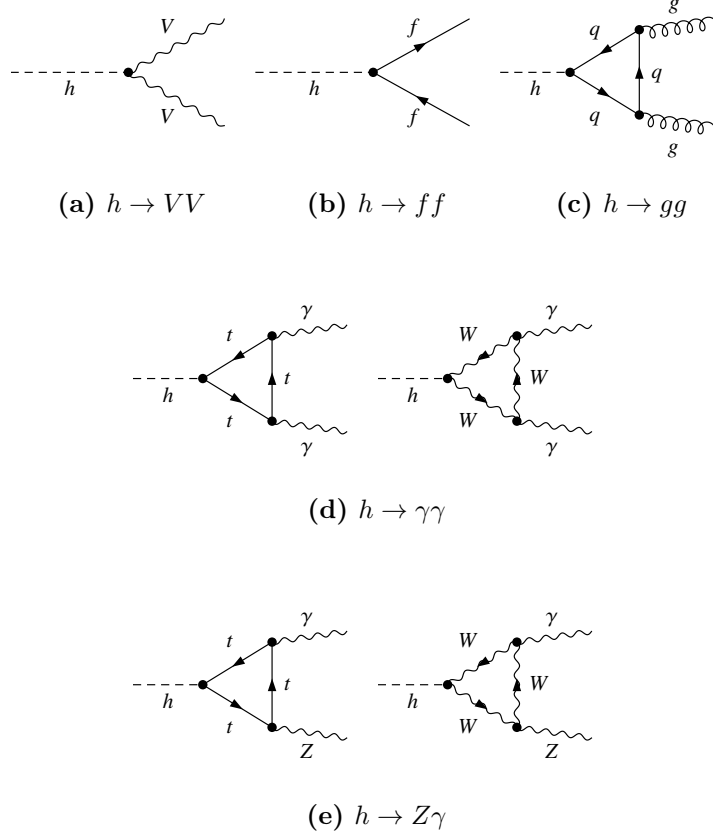 V
h
V
f
h
f
g
q
h
q
q
g
(a) h → VV
(b) h → ff
(c) h → gg
γ
t
h
t
t
γ
γ
W
h
W
W
γ
(d) h → γγ
γ
t
h
t
t
Z
γ
W
h
W
W
Z
(e) h → Zγ